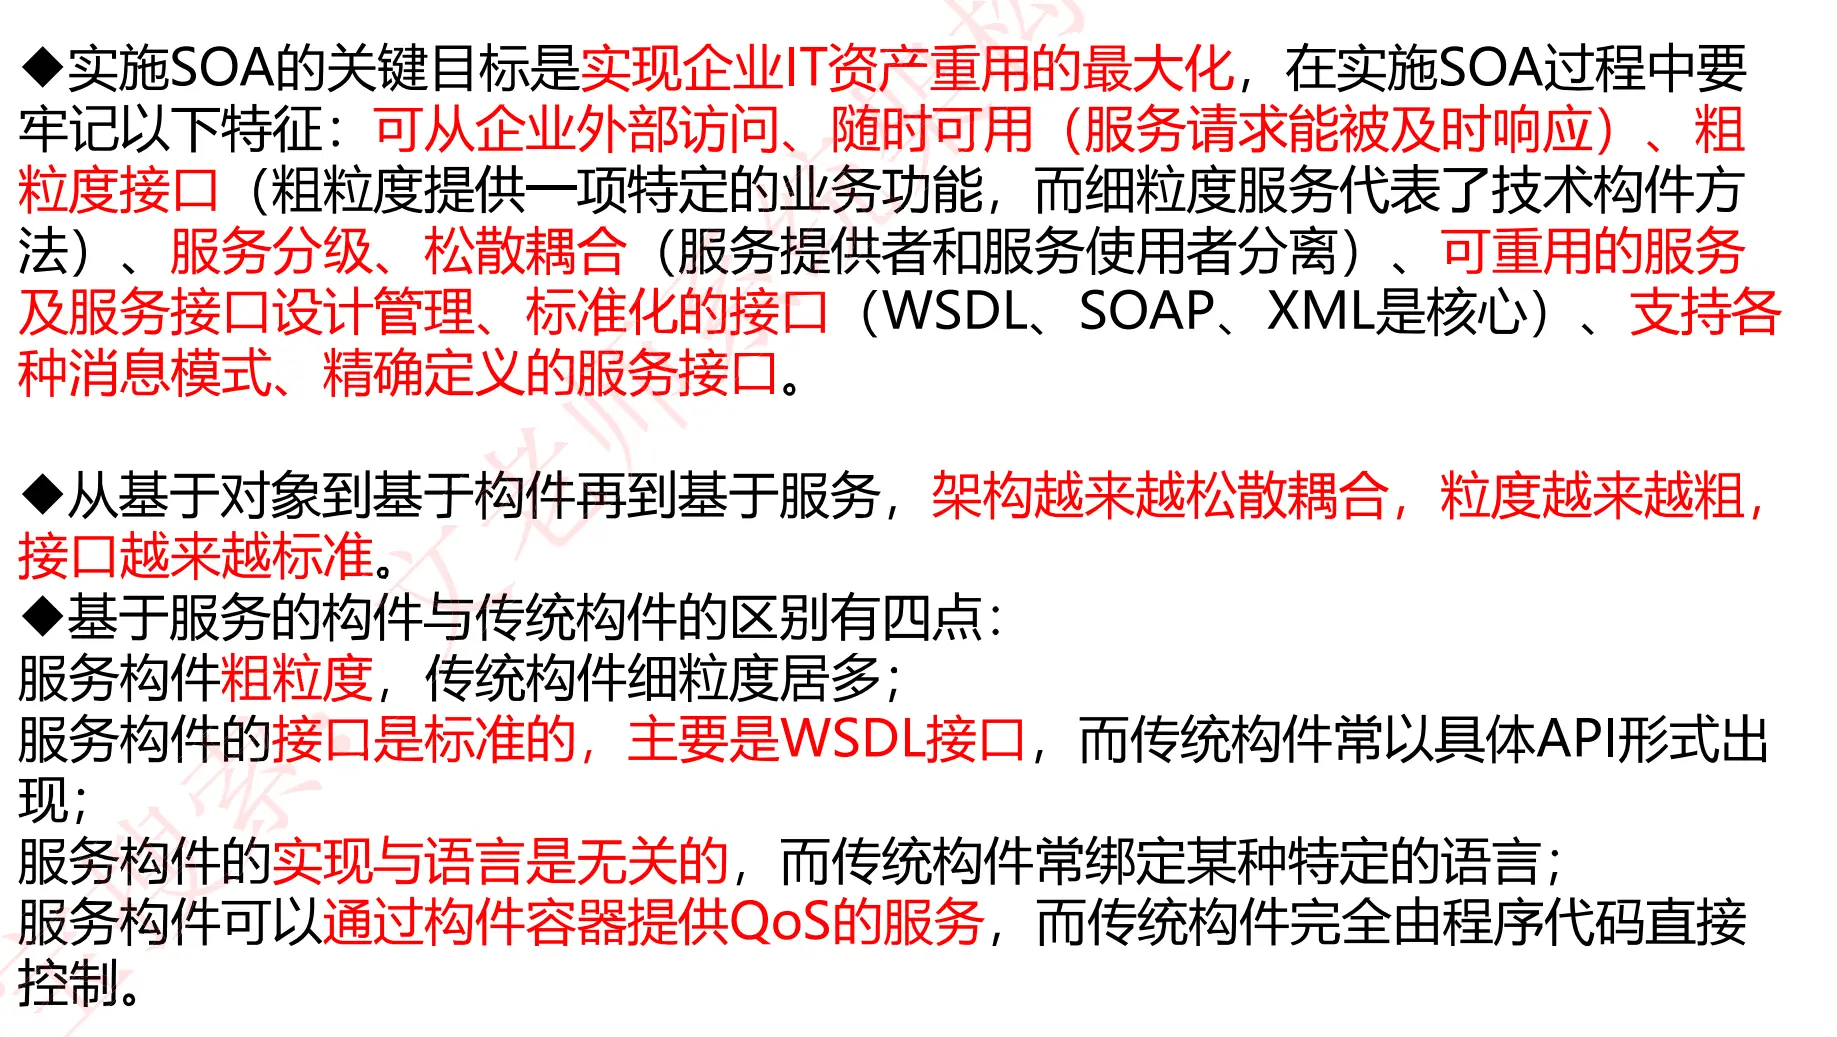 ◆实施SOA的关键目标是实现企业IT资产重用的最大化，在实施SOA过程中要
牢记以下特征：可从企业外部访问、随时可用（服务请求能被及时响应）、粗
粒度接口（粗粒度提供一项特定的业务功能，而细粒度服务代表了技术构件方
法）、服务分级、松散耦合（服务提供者和服务使用者分离）、可重用的服务
及服务接口设计管理、标准化的接口（WSDL、SOAP、XML是核心）、支持各
种消息模式、精确定义的服务接口。
◆从基于对象到基于构件再到基于服务，架构越来越松散耦合，粒度越来越粗，
接口越来越标准。
◆基于服务的构件与传统构件的区别有四点：
服务构件粗粒度，传统构件细粒度居多；
服务构件的接口是标准的，主要是WSDL接口，而传统构件常以具体API形式出
现；
服务构件的实现与语言是无关的，而传统构件常绑定某种特定的语言；
服务构件可以通过构件容器提供QoS的服务，而传统构件完全由程序代码直接
控制。
搜索：文老师软考系统架构